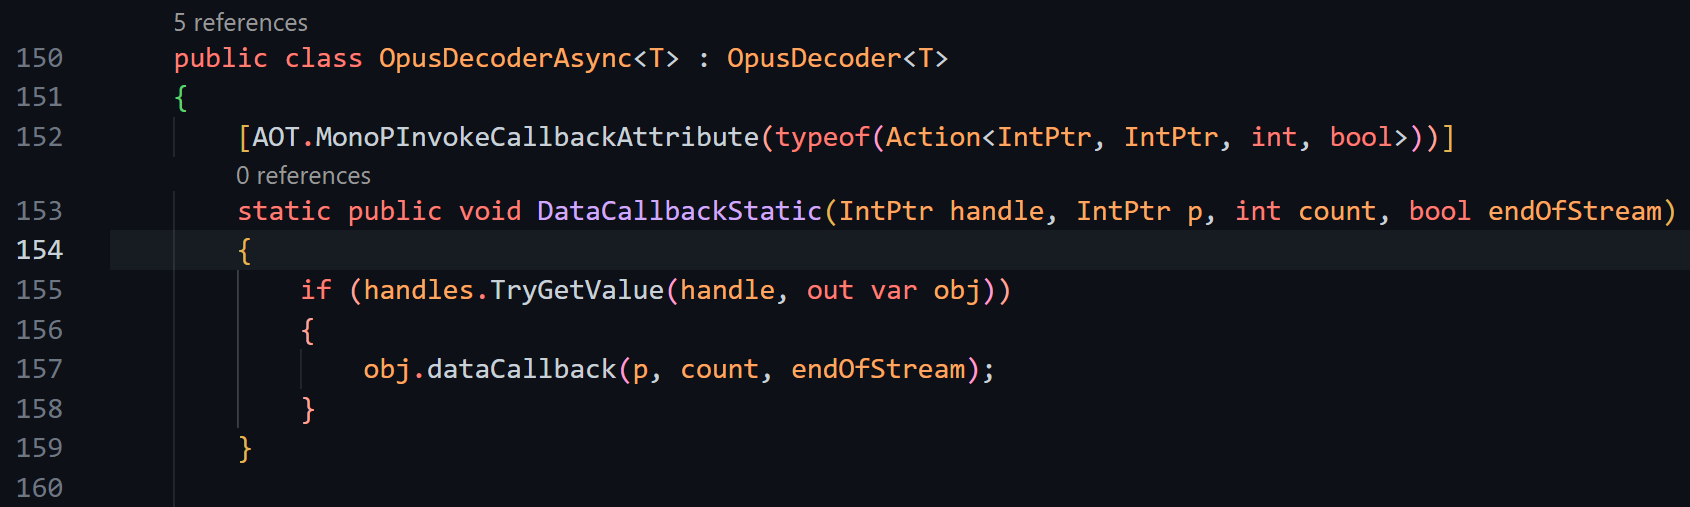 5 references
150 public class OpusDecoderAsync<T> : OpusDecoder<T>
151 {
152 [AOT.MonoPInvokeCallbackAttribute(typeof(Action<IntPtr, IntPtr, int, bool>))]
0 references
153 static public void DataCallbackStatic(IntPtr handle, IntPtr p, int count, bool endOfStream)
154 {
155 if (handles.TryGetValue(handle, out var obj))
156 {
157 obj.dataCallback(p, count, endOfStream);
158 }
159 }
160